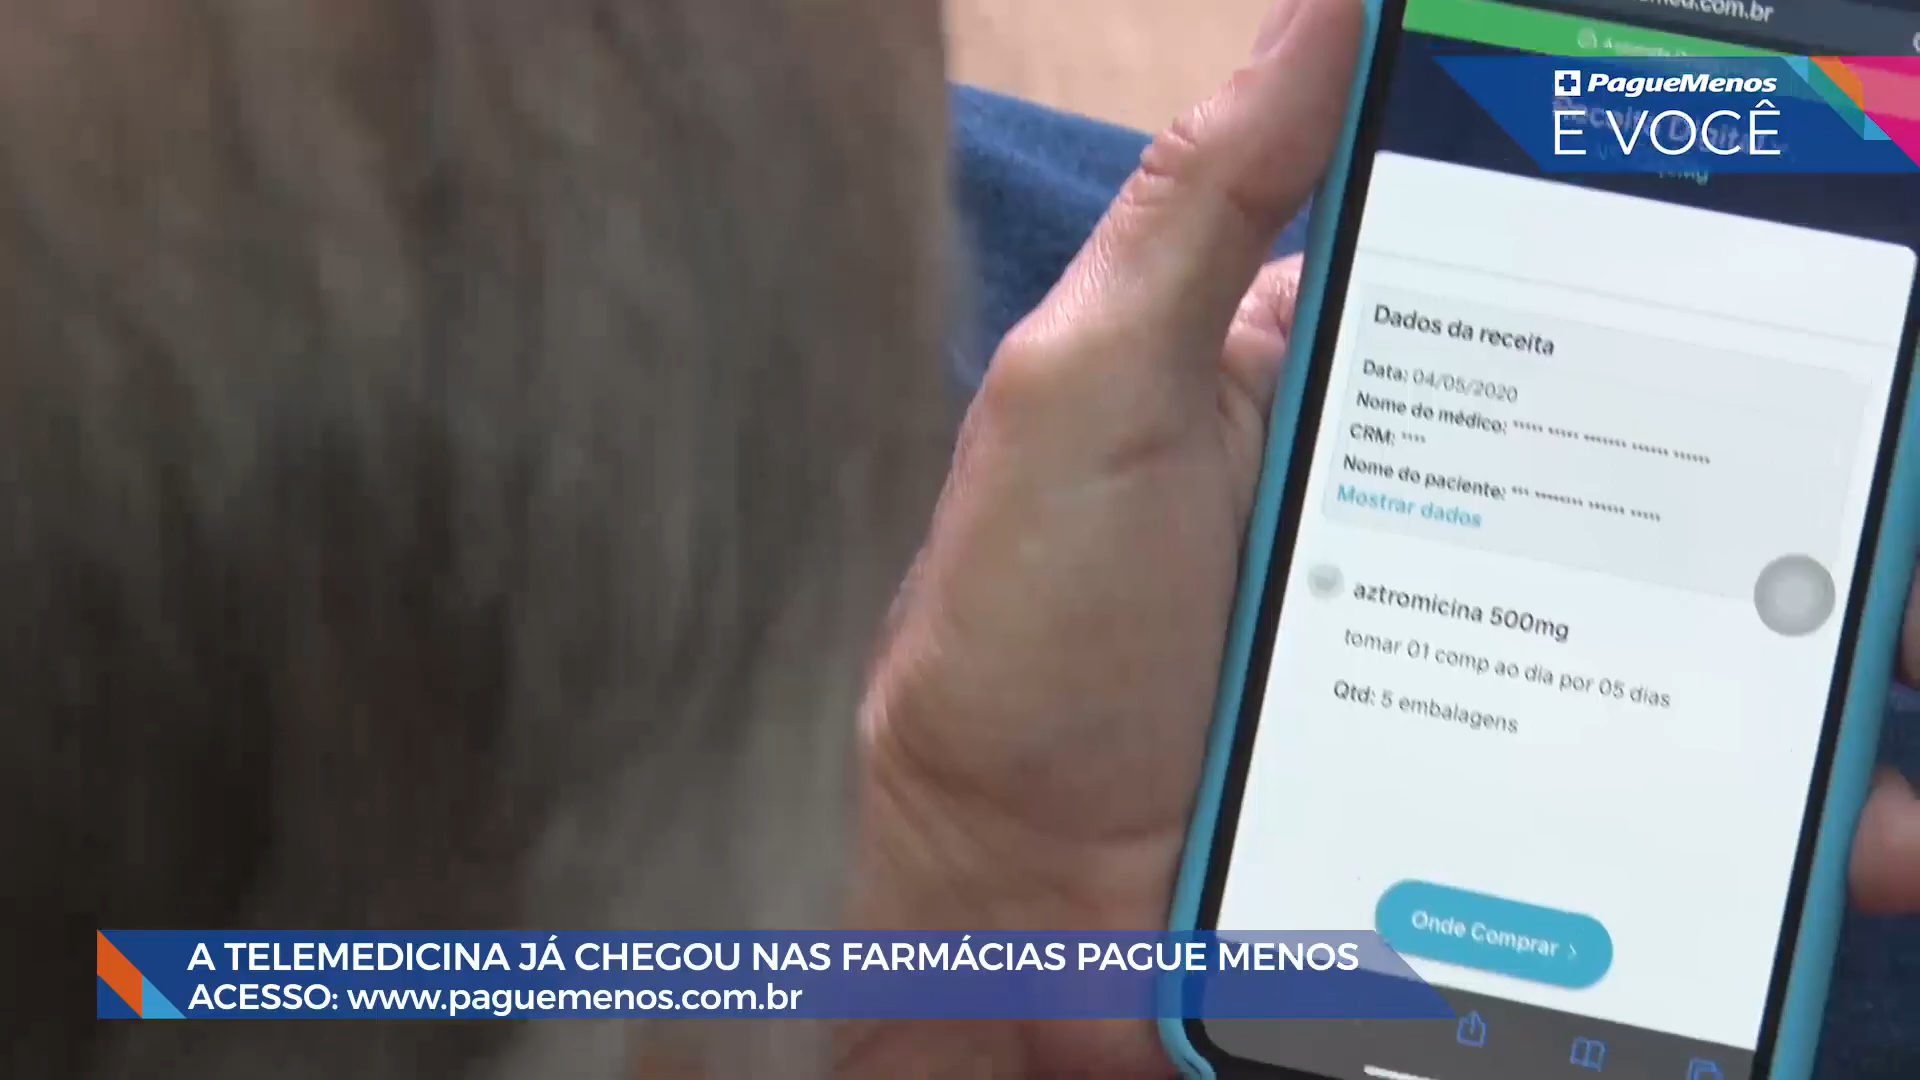 PagueMenos
E VOCÊ
Dados da receita
Data: 04/05/2020
Nome do médico: ***** ***** ******* ****** ******
CRM: ****
Nome do paciente: *** ******** ****** *****
Mostrar dados
aztromicina 500mg
tomar 01 comp ao dia por 05 dias
Qtd: 5 embalagens
Onde Comprar
A TELEMEDICINA JÁ CHEGOU NAS FARMÁCIAS PAGUE MENOS
ACESSO: www.paguemenos.com.br